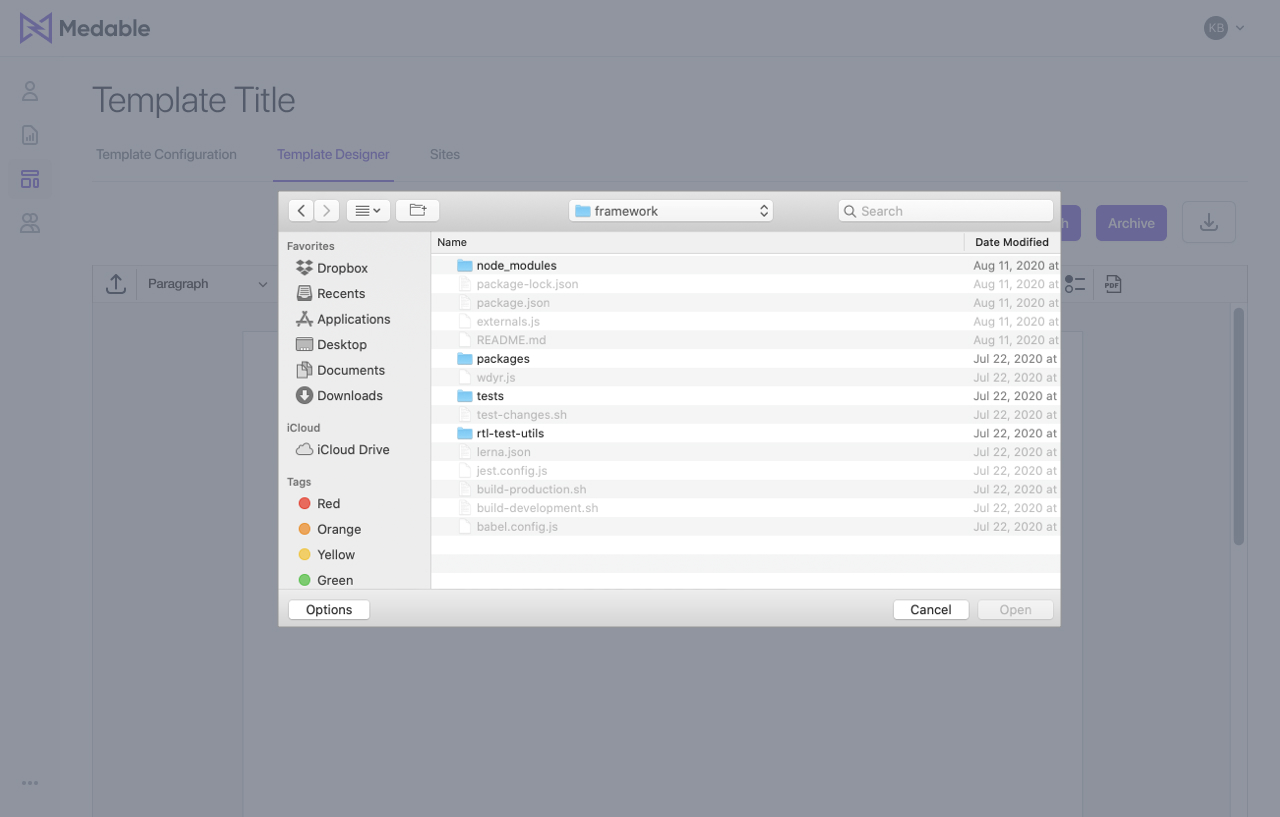 Medable
KB
Template Title
Template Configuration
Template Designer
Sites
framework
Search
h
Archive
Favorites
Dropbox
Recents
Applications
Desktop
Documents
Downloads
iCloud
iCloud Drive
Tags
Red
Orange
Yellow
Green
Paragraph
PDF
Name Date Modified
node_modules Aug 11, 2020 at
package-lock.json Aug 11, 2020 at
package.json Aug 11, 2020 at
externals.js Aug 11, 2020 at
README.md Aug 11, 2020 at
packages Jul 22, 2020 at
wdyr.js Jul 22, 2020 at
tests Jul 22, 2020 at
test-changes.sh Jul 22, 2020 at
rtl-test-utils Jul 22, 2020 at
lerna.json Jul 22, 2020 at
jest.config.js Jul 22, 2020 at
build-production.sh Jul 22, 2020 at
build-development.sh Jul 22, 2020 at
babel.config.js Jul 22, 2020 at
Options
Cancel
Open